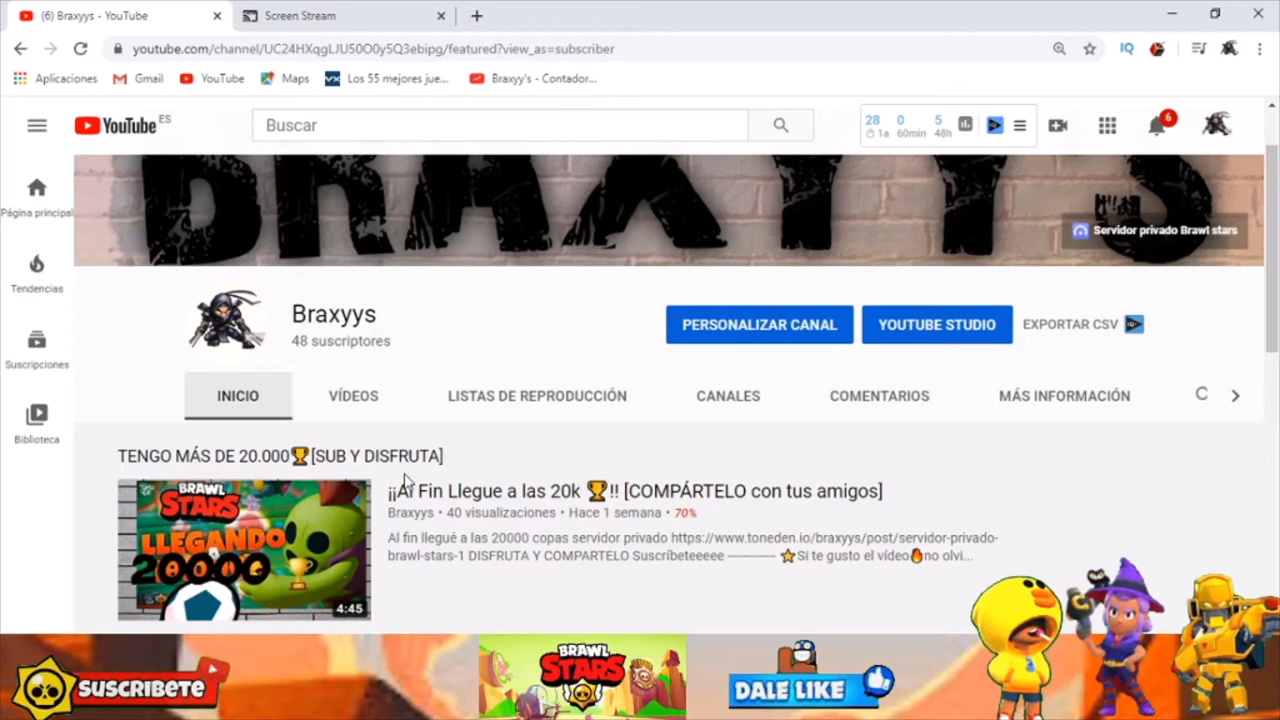 (6) Braxyys - YouTube
Screen Stream
youtube.com/channel/UC24HXqgLJU50O0y5Q3ebipg/featured?view_as=subscriber
Aplicaciones
Gmail
YouTube
Maps
Los 55 mejores jue...
Braxyy's - Contador...
YouTube ES
Buscar
28 0 5
1a 60min 48h
6
BRAXYY'S
Servidor privado Brawl stars
Página principal
Tendencias
Suscripciones
Biblioteca
Braxyys
48 suscriptores
PERSONALIZAR CANAL
YOUTUBE STUDIO
EXPORTAR CSV
INICIO
VÍDEOS
LISTAS DE REPRODUCCIÓN
CANALES
COMENTARIOS
MÁS INFORMACIÓN
TENGO MÁS DE 20.000🏆[SUB Y DISFRUTA]
¡¡Al Fin Llegue a las 20k 🏆!! [COMPÁRTELO con tus amigos]
Braxyys • 40 visualizaciones • Hace 1 semana • 70%
Al fin llegué a las 20000 copas servidor privado https://www.toneden.io/braxyys/post/servidor-privado-
brawl-stars-1 DISFRUTA Y COMPARTELO Suscríbeteeeee ---------------- ⭐Si te gusto el vídeo🔥no olvi...
BRAWL
STARS
LLEGANDO
20000
4:45
SUSCRIBETE
BRAWL
STARS
DALE LIKE